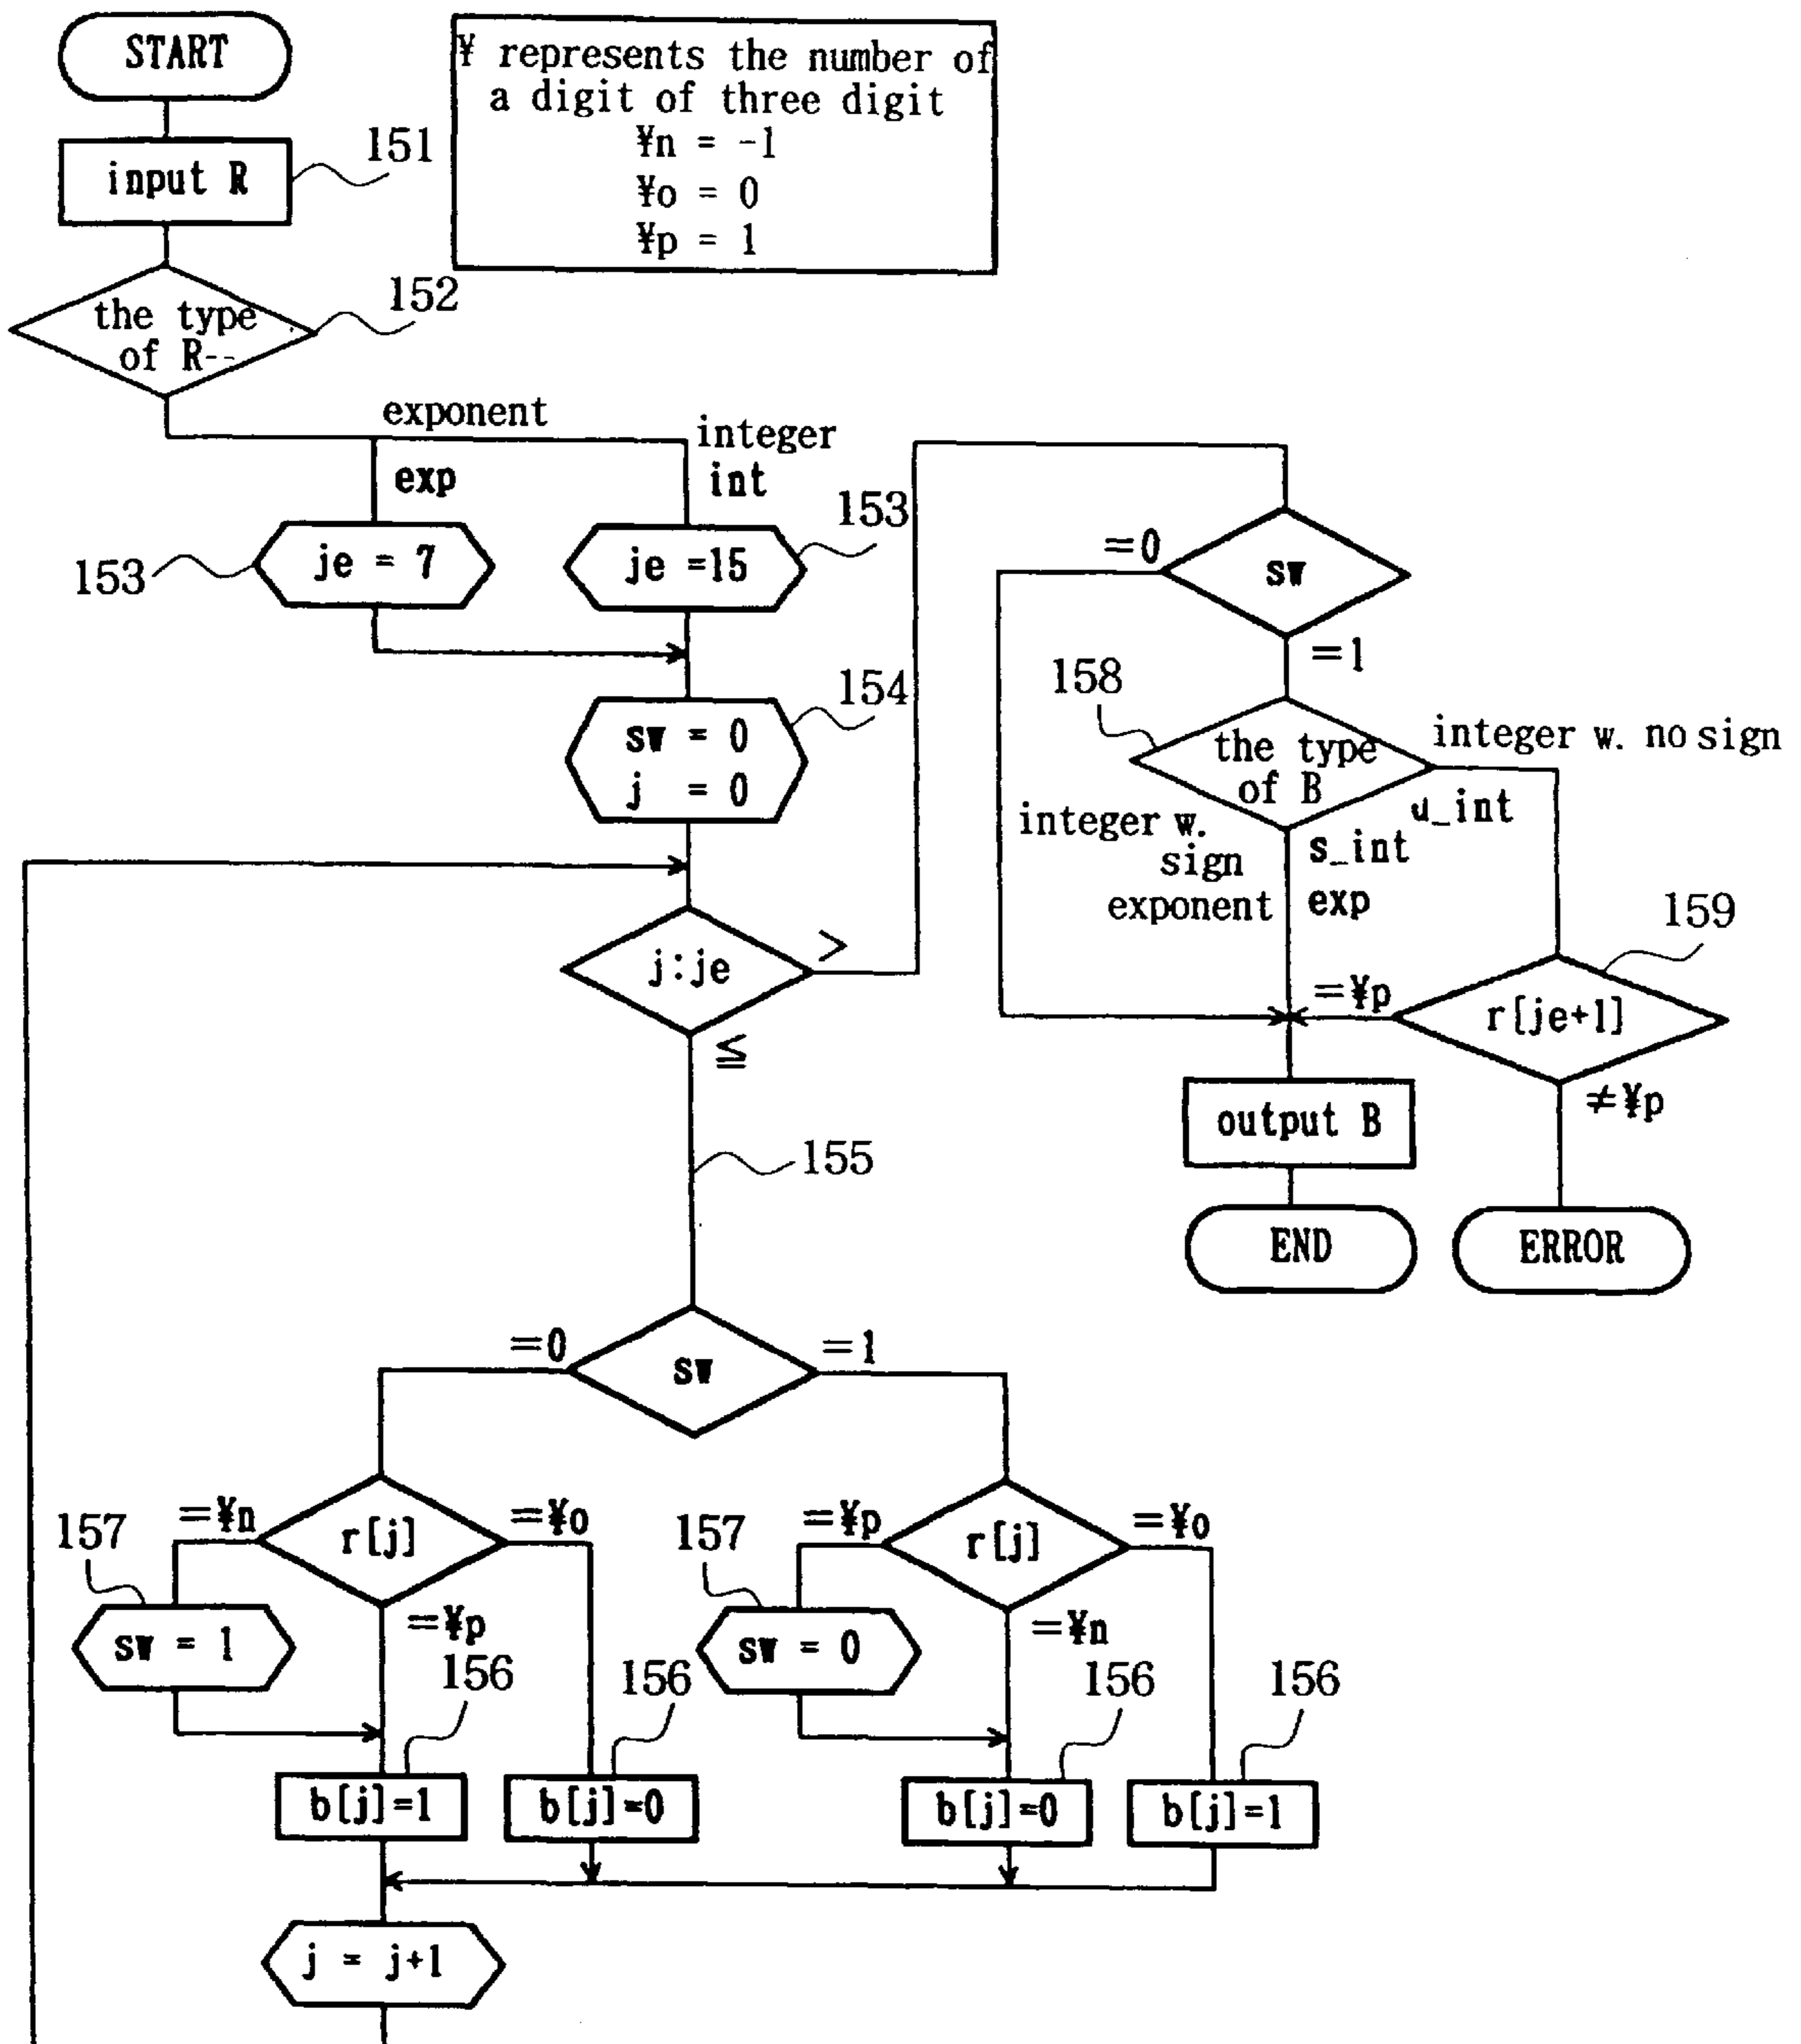 START
¥ represents the number of
a digit of three digit
¥n = -1
¥o = 0
¥p = 1
input R
151
the type
of R--
152
exponent
exp
integer
int
153
je = 7
je =15
153
sw = 0
j = 0
154
j:je
>
≦
155
sw
=0
=1
158
the type
of B
integer w. no sign
u_int
integer w.
sign
exponent
s_int
exp
159
r[je+1]
=¥p
≠¥p
output B
END
ERROR
sw
=0
=1
r[j]
=¥n
=¥o
=¥p
157
sw = 1
156
156
b[j]=1
b[j]=0
r[j]
=¥p
=¥o
=¥n
157
sw = 0
156
156
b[j]=0
b[j]=1
j = j+1